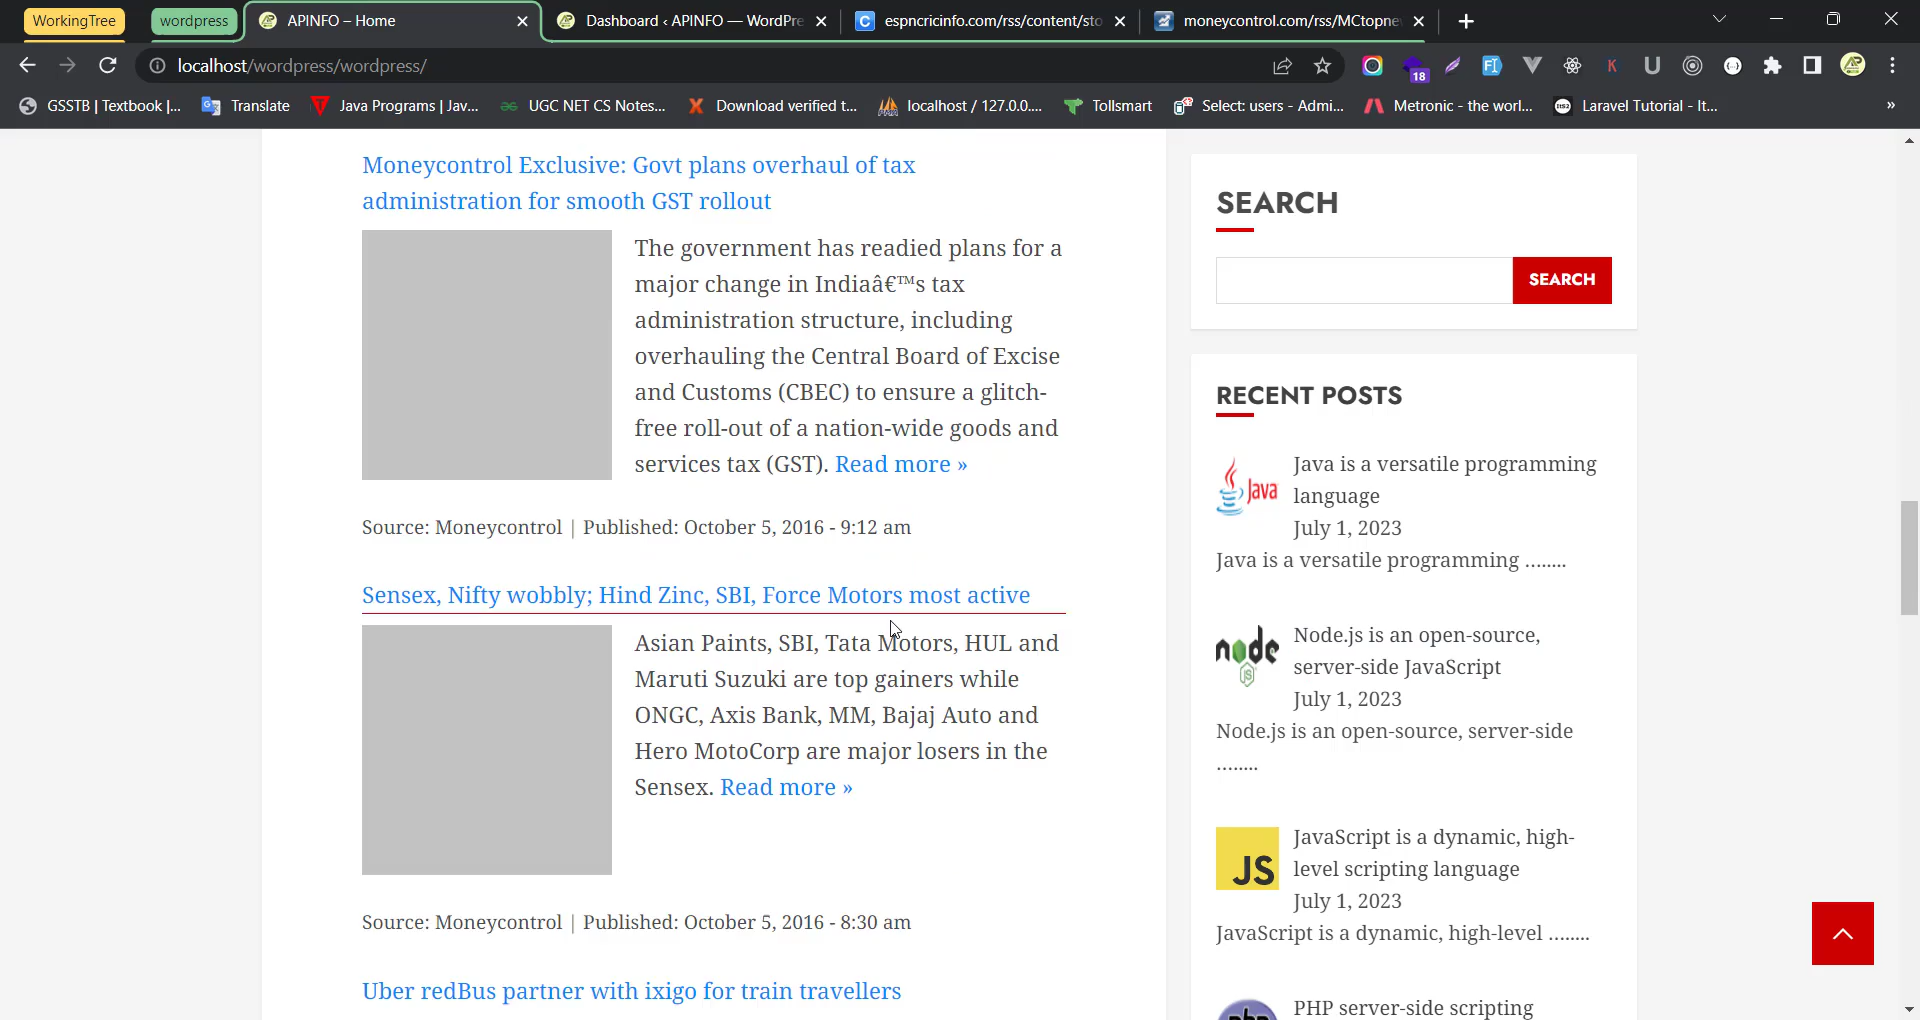 WorkingTree
wordpress
APINFO – Home
Dashboard ‹ APINFO — WordPre
espncricinfo.com/rss/content/sto
moneycontrol.com/rss/MCtopne
localhost/wordpress/wordpress/
18
GSSTB | Textbook |...
Translate
Java Programs | Jav...
UGC NET CS Notes...
Download verified t...
localhost / 127.0.0....
Tollsmart
Select: users - Admi...
Metronic - the worl...
Laravel Tutorial - It...
»
Moneycontrol Exclusive: Govt plans overhaul of tax
administration for smooth GST rollout
The government has readied plans for a
major change in Indiaâ€™s tax
administration structure, including
overhauling the Central Board of Excise
and Customs (CBEC) to ensure a glitch-
free roll-out of a nation-wide goods and
services tax (GST). Read more »
Source: Moneycontrol | Published: October 5, 2016 - 9:12 am
Sensex, Nifty wobbly; Hind Zinc, SBI, Force Motors most active
Asian Paints, SBI, Tata Motors, HUL and
Maruti Suzuki are top gainers while
ONGC, Axis Bank, MM, Bajaj Auto and
Hero MotoCorp are major losers in the
Sensex. Read more »
Source: Moneycontrol | Published: October 5, 2016 - 8:30 am
Uber redBus partner with ixigo for train travellers
SEARCH
SEARCH
RECENT POSTS
Java
Java is a versatile programming
language
July 1, 2023
Java is a versatile programming ........
node
JS
Node.js is an open-source,
server-side JavaScript
July 1, 2023
Node.js is an open-source, server-side
........
JS
JavaScript is a dynamic, high-
level scripting language
July 1, 2023
JavaScript is a dynamic, high-level ........
php
PHP server-side scripting